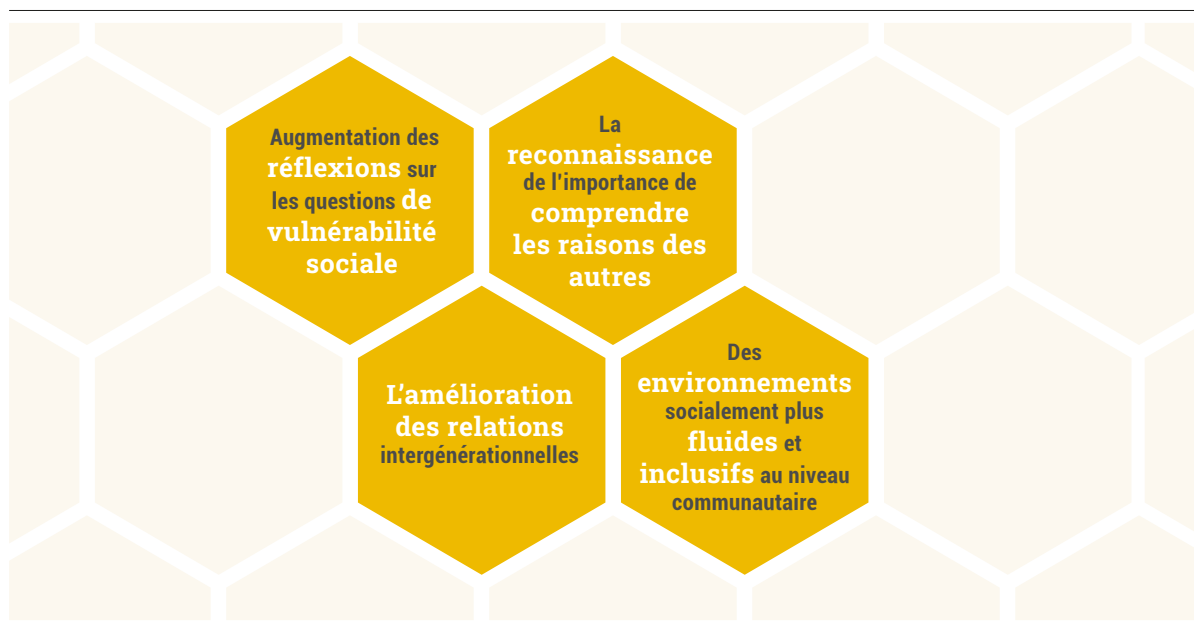 Augmentation des
réflexions sur
les questions de
vulnérabilité
sociale
La
reconnaissance
de l'importance de
comprendre
les raisons des
autres
L'amélioration
des relations
intergénérationnelles
Des
environnements
socialement plus
fluides et
inclusifs au niveau
communautaire